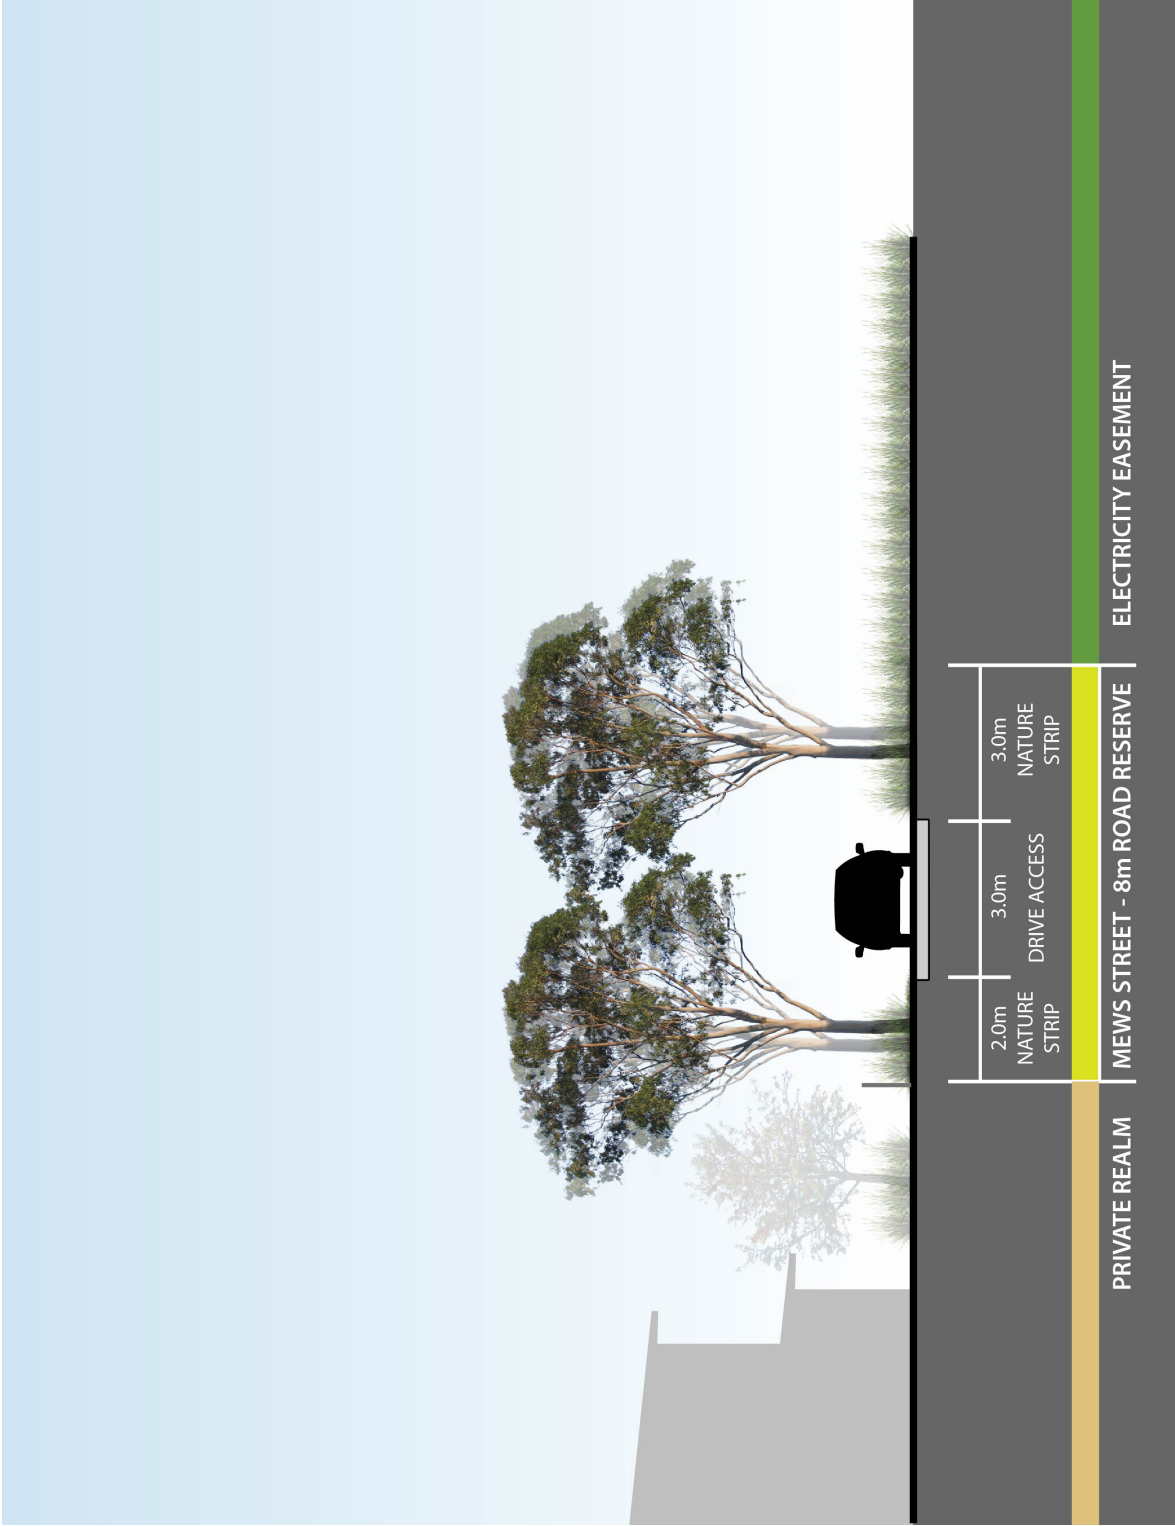 2.0m
NATURE
STRIP
3.0m
DRIVE ACCESS
3.0m
NATURE
STRIP
PRIVATE REALM
MEWS STREET - 8m ROAD RESERVE
ELECTRICITY EASEMENT